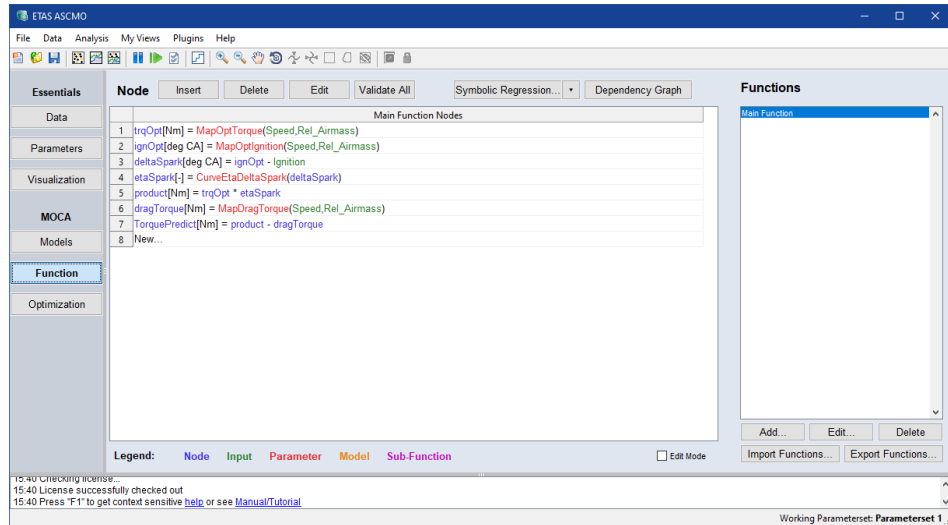 ETAS ASCMO
File Data Analysis My Views Plugins Help
Essentials
Data
Parameters
Visualization
MOCA
Models
Function
Optimization
Node Insert Delete Edit Validate All Symbolic Regression... Dependency Graph
Main Function Nodes
1 trqOpt[Nm] = MapOptTorque(Speed,Rel_Airmass)
2 ignOpt[deg CA] = MapOptIgnition(Speed,Rel_Airmass)
3 deltaSpark[deg CA] = ignOpt - Ignition
4 etaSpark[-] = CurveEtaDeltaSpark(deltaSpark)
5 product[Nm] = trqOpt * etaSpark
6 dragTorque[Nm] = MapDragTorque(Speed,Rel_Airmass)
7 TorquePredict[Nm] = product - dragTorque
8 New...
Legend: Node Input Parameter Model Sub-Function Edit Mode
Functions
Main Function
Add... Edit... Delete
Import Functions... Export Functions...
15:40 Checking license...
15:40 License successfully checked out
15:40 Press "F1" to get context sensitive help or see Manual/Tutorial
Working Parameterset: Parameterset 1